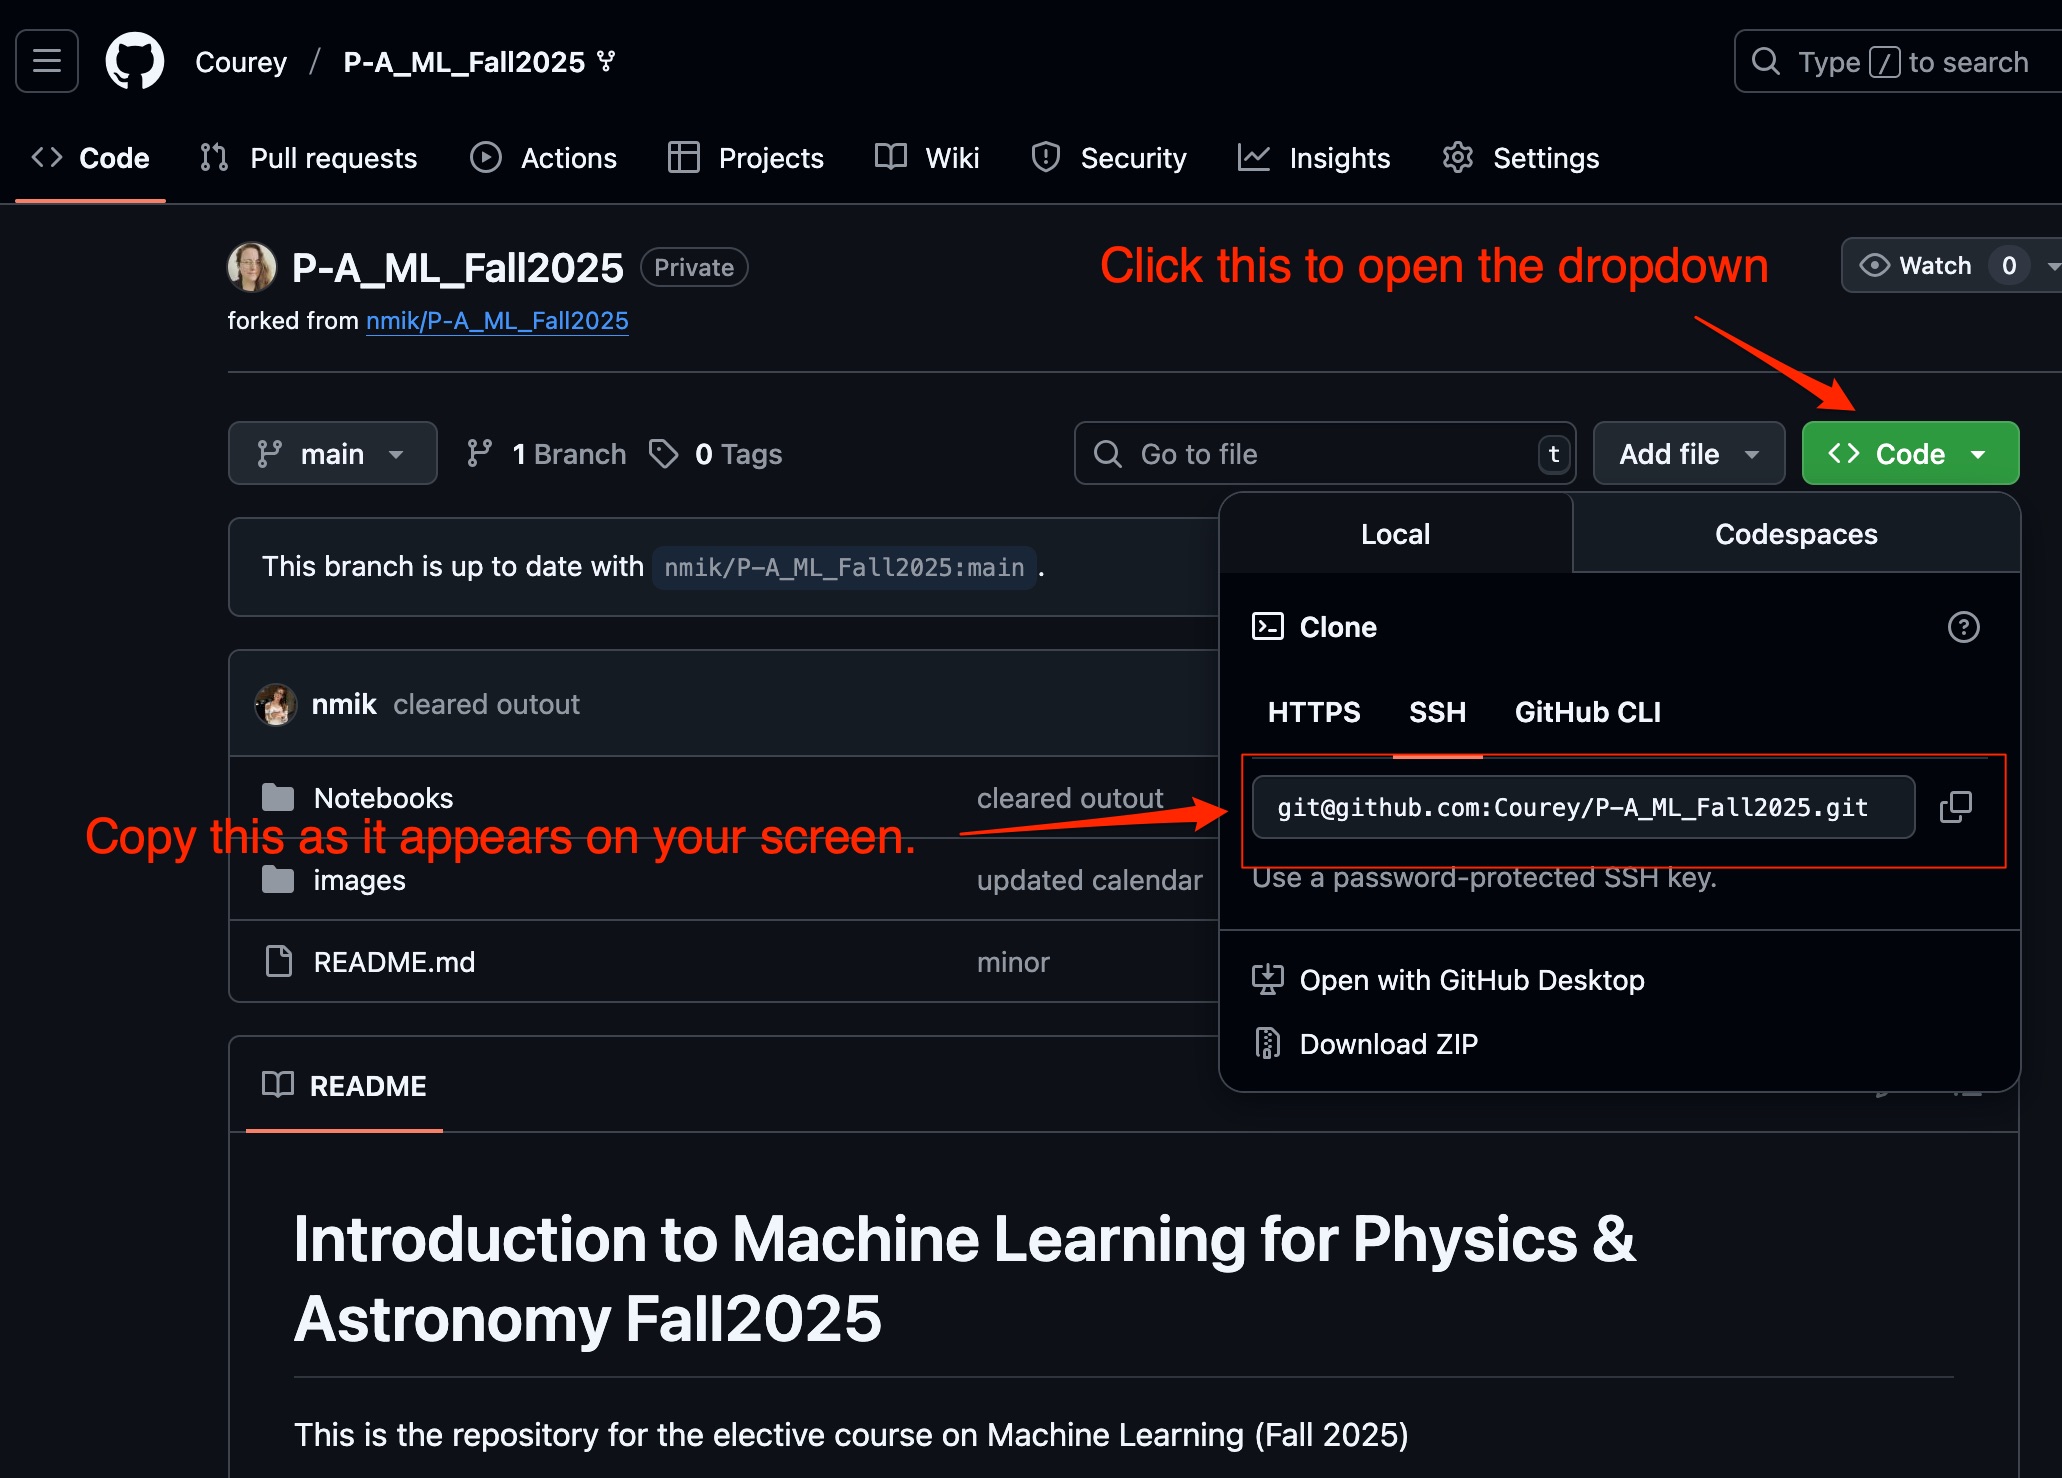 Courey / P-A_ML_Fall2025
Type / to search
Code Pull requests Actions Projects Wiki Security Insights Settings
P-A_ML_Fall2025 Private
Click this to open the dropdown
Watch 0
forked from nmik/P-A_ML_Fall2025
main 1 Branch 0 Tags
Go to file t
Add file
Code
Local Codespaces
This branch is up to date with nmik/P-A_ML_Fall2025:main .
Clone
HTTPS SSH GitHub CLI
nmik cleared outout
Notebooks cleared outout
git@github.com:Courey/P-A_ML_Fall2025.git
Copy this as it appears on your screen.
images updated calendar
Use a password-protected SSH key.
README.md minor
Open with GitHub Desktop
Download ZIP
README
Introduction to Machine Learning for Physics &
Astronomy Fall2025
This is the repository for the elective course on Machine Learning (Fall 2025)